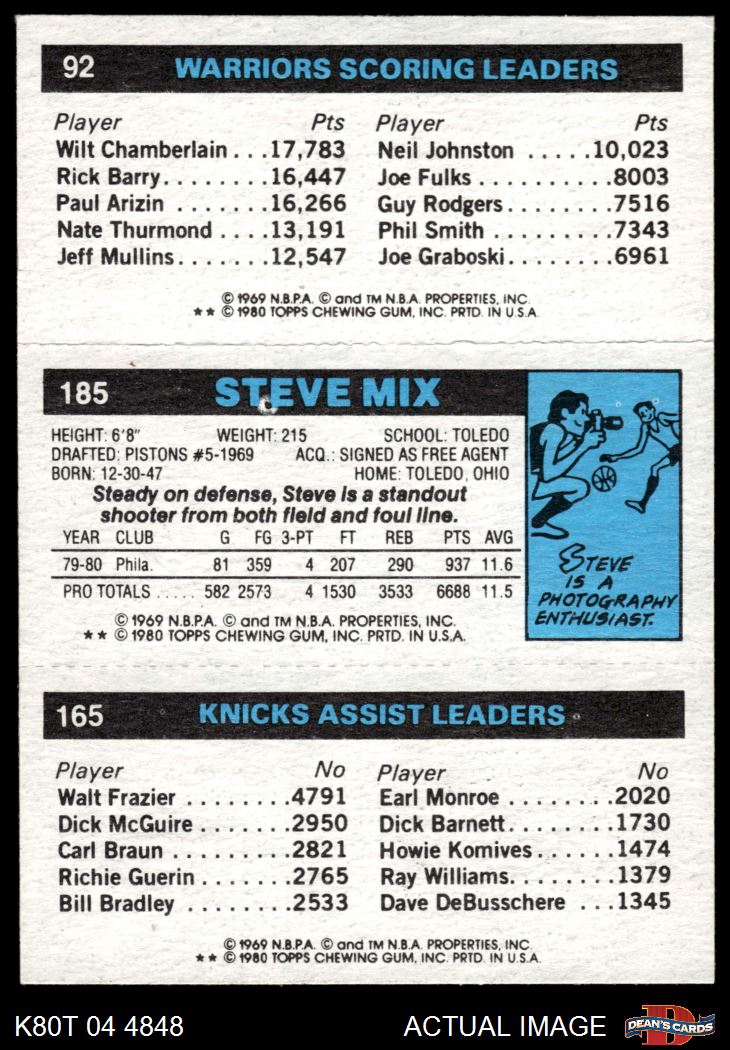 92 WARRIORS SCORING LEADERS
Player Pts Player Pts
Wilt Chamberlain . . . 17,783 Neil Johnston . . . . . 10,023
Rick Barry . . . . . . . 16,447 Joe Fulks . . . . . . . . . . 8003
Paul Arizin . . . . . . . 16,266 Guy Rodgers . . . . . . . . 7516
Nate Thurmond . . . . 13,191 Phil Smith . . . . . . . . . 7343
Jeff Mullins . . . . . . . 12,547 Joe Graboski . . . . . . . . 6961
© 1969 N.B.P.A. © and TM N.B.A. PROPERTIES, INC.
** © 1980 TOPPS CHEWING GUM, INC. PRTD. IN U.S.A.
185 STEVE MIX
HEIGHT: 6'8" WEIGHT: 215 SCHOOL: TOLEDO
DRAFTED: PISTONS #5-1969 ACQ.: SIGNED AS FREE AGENT
BORN: 12-30-47 HOME: TOLEDO, OHIO
Steady on defense, Steve is a standout
shooter from both field and foul line.
YEAR CLUB G FG 3-PT FT REB PTS AVG
79-80 Phila. 81 359 4 207 290 937 11.6
PRO TOTALS . . . . . 582 2573 4 1530 3533 6688 11.5
© 1969 N.B.P.A. © and TM N.B.A. PROPERTIES, INC.
** © 1980 TOPPS CHEWING GUM, INC. PRTD. IN U.S.A.
STEVE
IS A
PHOTOGRAPHY
ENTHUSIAST.
165 KNICKS ASSIST LEADERS
Player No Player No
Walt Frazier . . . . . . . . 4791 Earl Monroe . . . . . . . . 2020
Dick McGuire . . . . . . . 2950 Dick Barnett . . . . . . . . 1730
Carl Braun . . . . . . . . . 2821 Howie Komives . . . . . . 1474
Richie Guerin . . . . . . . 2765 Ray Williams . . . . . . . . 1379
Bill Bradley . . . . . . . . 2533 Dave DeBusschere . . . 1345
© 1969 N.B.P.A. © and TM N.B.A. PROPERTIES, INC.
** © 1980 TOPPS CHEWING GUM, INC. PRTD. IN U.S.A.
K80T 04 4848 ACTUAL IMAGE D DEAN'S CARDS